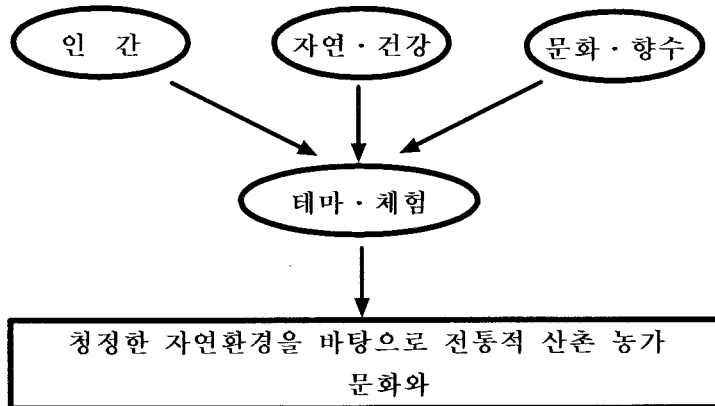 인 간
자연·건강
문화·향수
테마·체험
청정한 자연환경을 바탕으로 전통적 산촌 농가
문화와